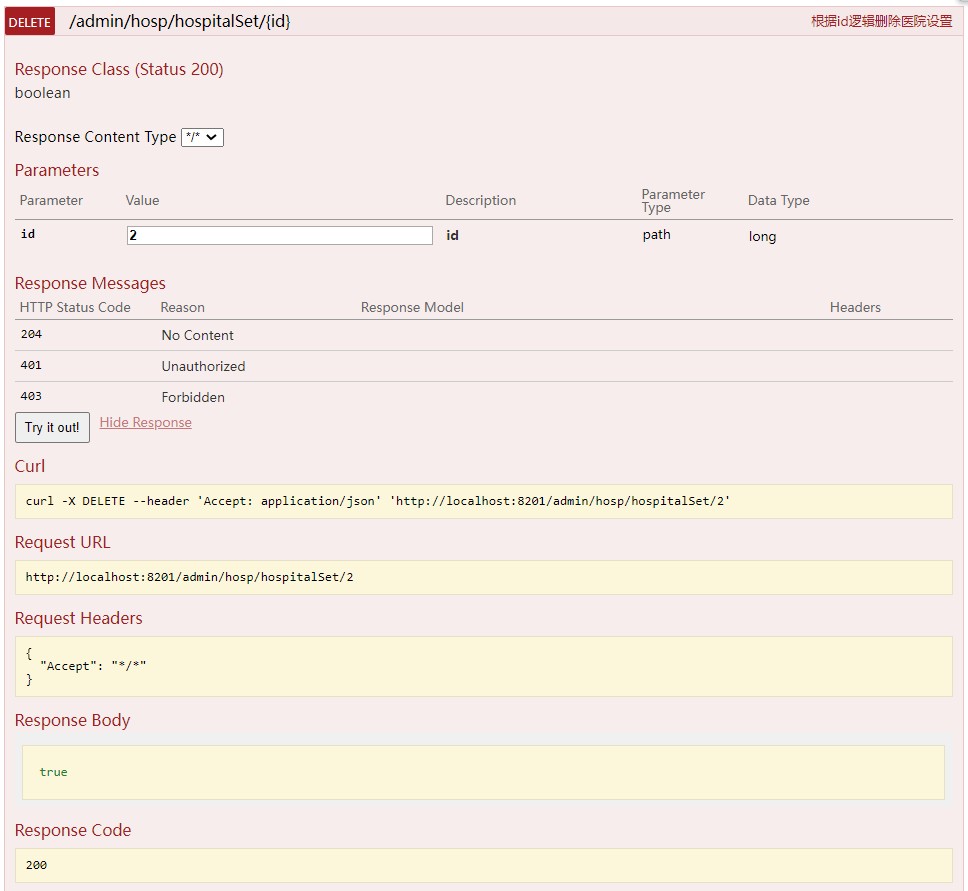 DELETE /admin/hosp/hospitalSet/{id} 根据id逻辑删除医院设置
Response Class (Status 200)
boolean
Response Content Type */*
Parameters
Parameter Value Description Parameter Type Data Type
id 2 id path long
Response Messages
HTTP Status Code Reason Response Model Headers
204 No Content
401 Unauthorized
403 Forbidden
Try it out! Hide Response
Curl
curl -X DELETE --header 'Accept: application/json' 'http://localhost:8201/admin/hosp/hospitalSet/2'
Request URL
http://localhost:8201/admin/hosp/hospitalSet/2
Request Headers
{
"Accept": "*/*"
}
Response Body
true
Response Code
200